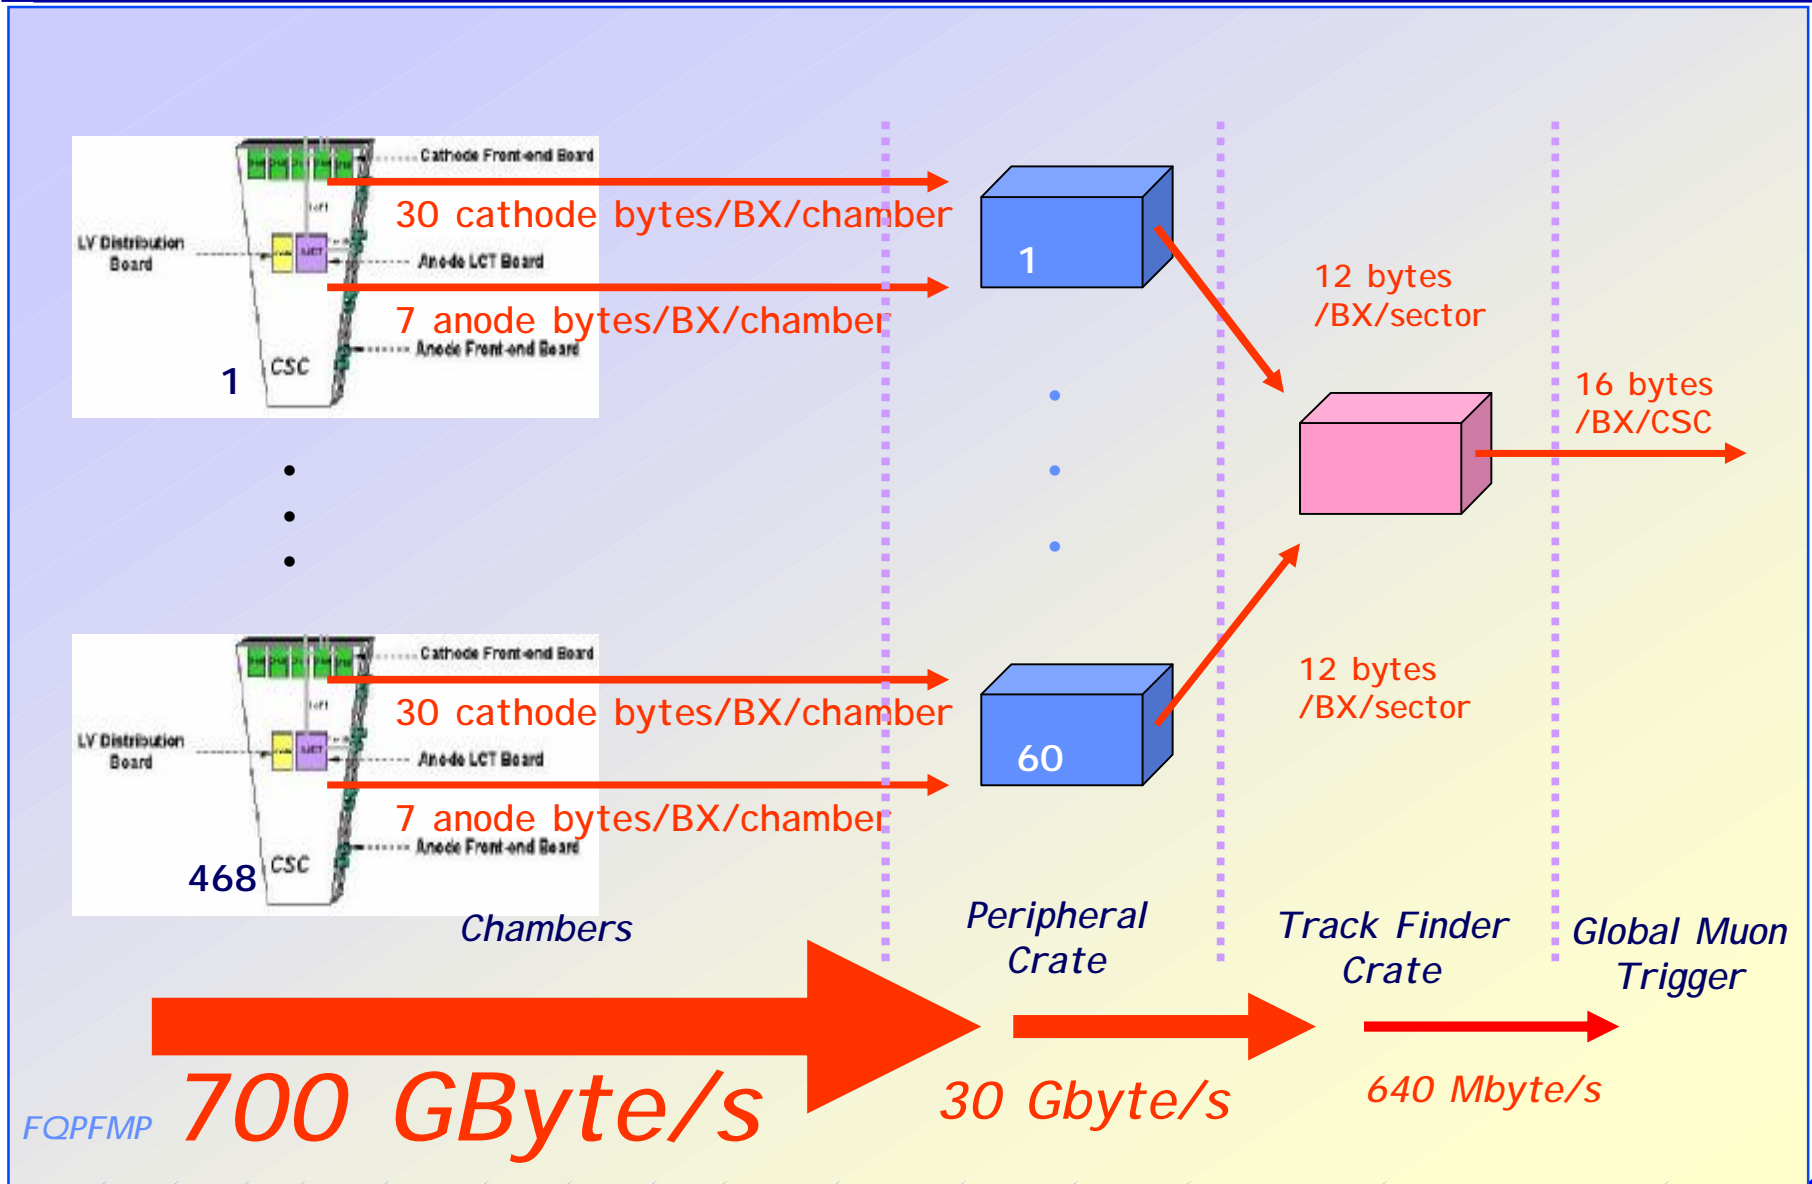 Cathode Front-end Board
30 cathode bytes/BX/chamber
LV Distribution
Board
Anode LCT Board
7 anode bytes/BX/chamber
Anode Front-end Board
CSC
1
1
12 bytes
/BX/sector
16 bytes
/BX/CSC
Cathode Front-end Board
30 cathode bytes/BX/chamber
LV Distribution
Board
Anode LCT Board
7 anode bytes/BX/chamber
Anode Front-end Board
CSC
468
60
12 bytes
/BX/sector
Chambers
Peripheral
Crate
Track Finder
Crate
Global Muon
Trigger
700 GByte/s
30 Gbyte/s
640 Mbyte/s
FQPFMP